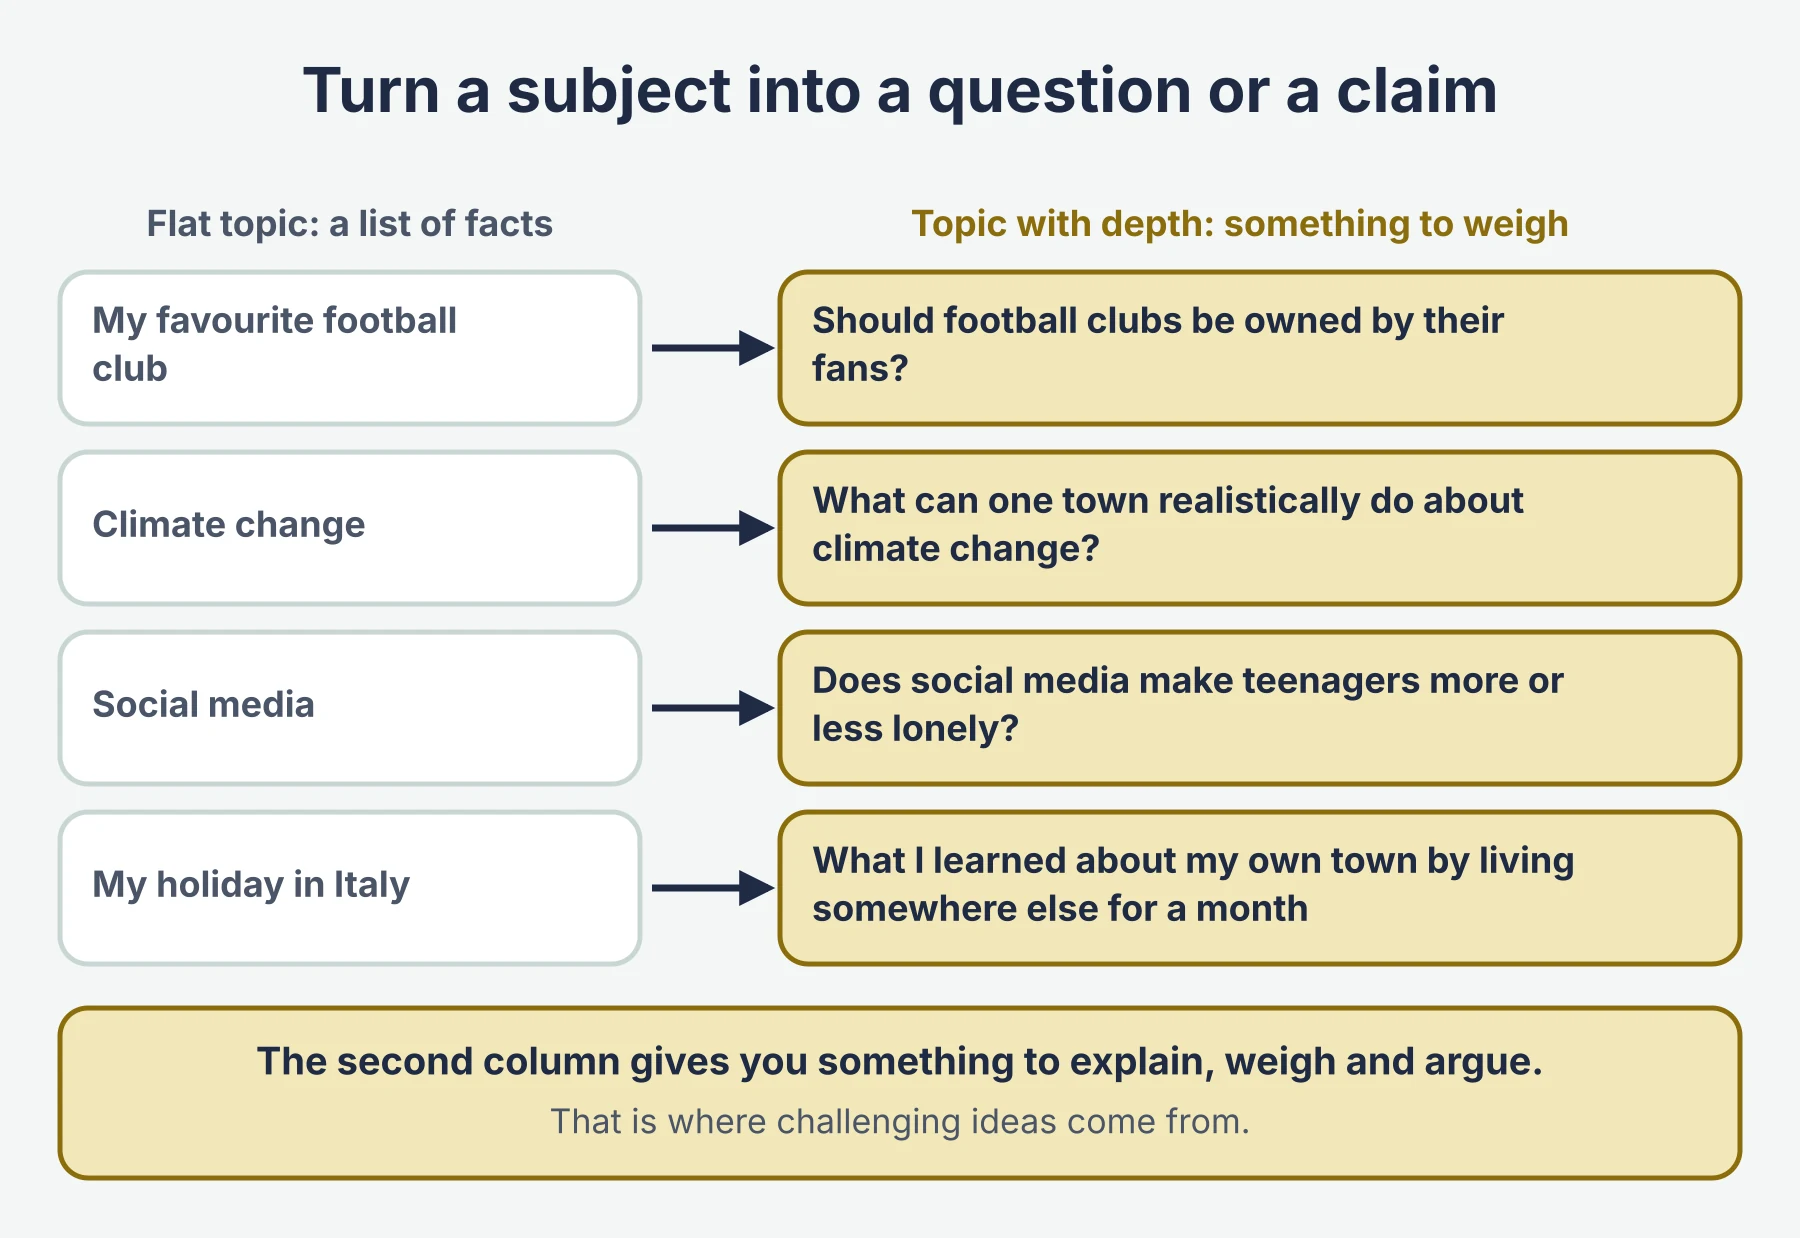 Turn a subject into a question or a claim
Flat topic: a list of facts
Topic with depth: something to weigh
My favourite football
club
Should football clubs be owned by their
fans?
Climate change
What can one town realistically do about
climate change?
Social media
Does social media make teenagers more or
less lonely?
My holiday in Italy
What I learned about my own town by living
somewhere else for a month
The second column gives you something to explain, weigh and argue.
That is where challenging ideas come from.